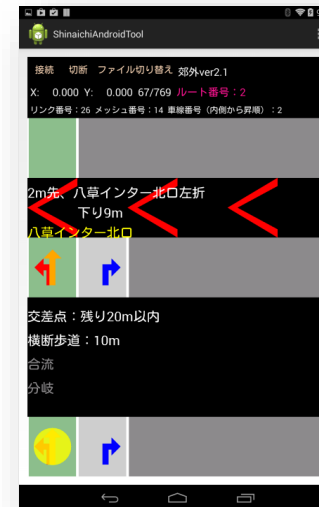 ShinaichiAndroidTool
接続 切断 ファイル切り替え 郊外ver2.1
X: 0.000 Y: 0.000 67/769 ルート番号：2
リンク番号：26 メッシュ番号：14 車線番号（内側から昇順）：2
2m先、八草インター北口左折
下り9m
八草インター北口
交差点：残り20m以内
横断歩道：10m
合流
分岐